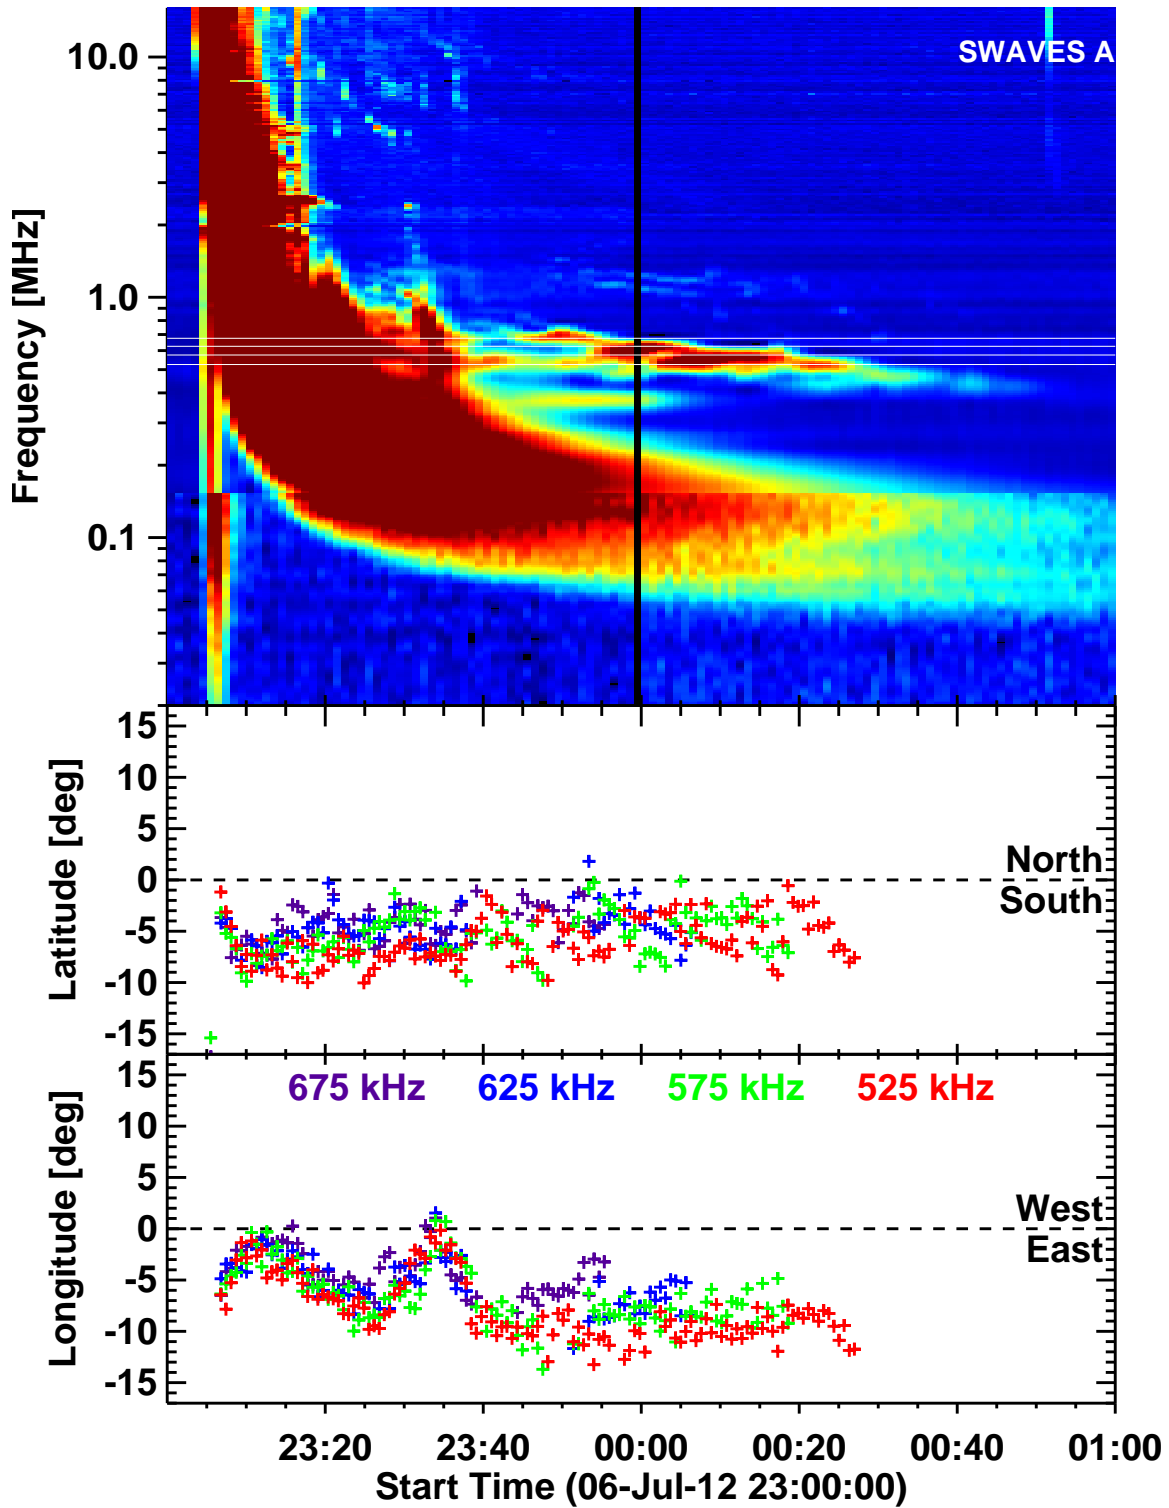 SWAVES A
10.0
1.0
0.1
Frequency [MHz]
15
10
5
0
-5
-10
-15
Latitude [deg]
North
South
675 kHz 625 kHz 575 kHz 525 kHz
15
10
5
0
-5
-10
-15
Longitude [deg]
West
East
23:20 23:40 00:00 00:20 00:40 01:00
Start Time (06-Jul-12 23:00:00)